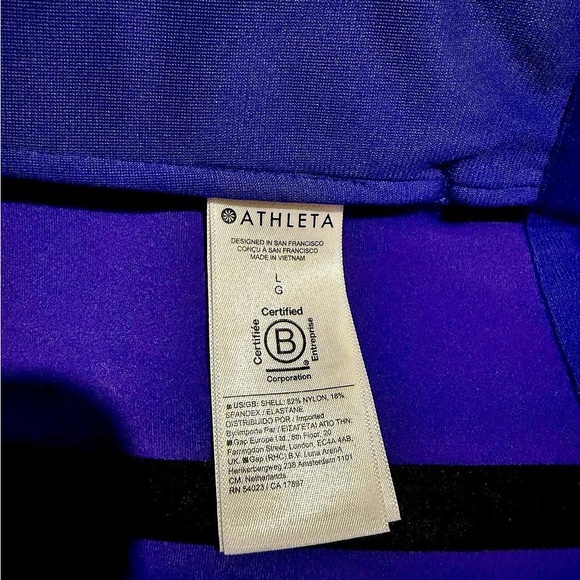 ATHLETA
DESIGNED IN SAN FRANCISCO
CONÇU À SAN FRANCISCO
MADE IN VIETNAM
L
G
Certified
Certifiée
B
Entreprise
®
Corporation
US/GB: SHELL: 82% NYLON, 18%
SPANDEX / ELASTANE
DISTRIBUIDO POR / Imported
By/Importe Par / ΕΙΣΑΓΕΤΑΙ ΑΠΟ ΤΗΝ:
Gap Europe Ltd., 6th Floor, 20
Farringdon Street, London, EC4A 4AB,
UK. Gap (RHC) B.V. Luna ArenA
Herikerbergweg 238 Amsterdam 1101
CM. Netherlands
RN 54023 / CA 17897